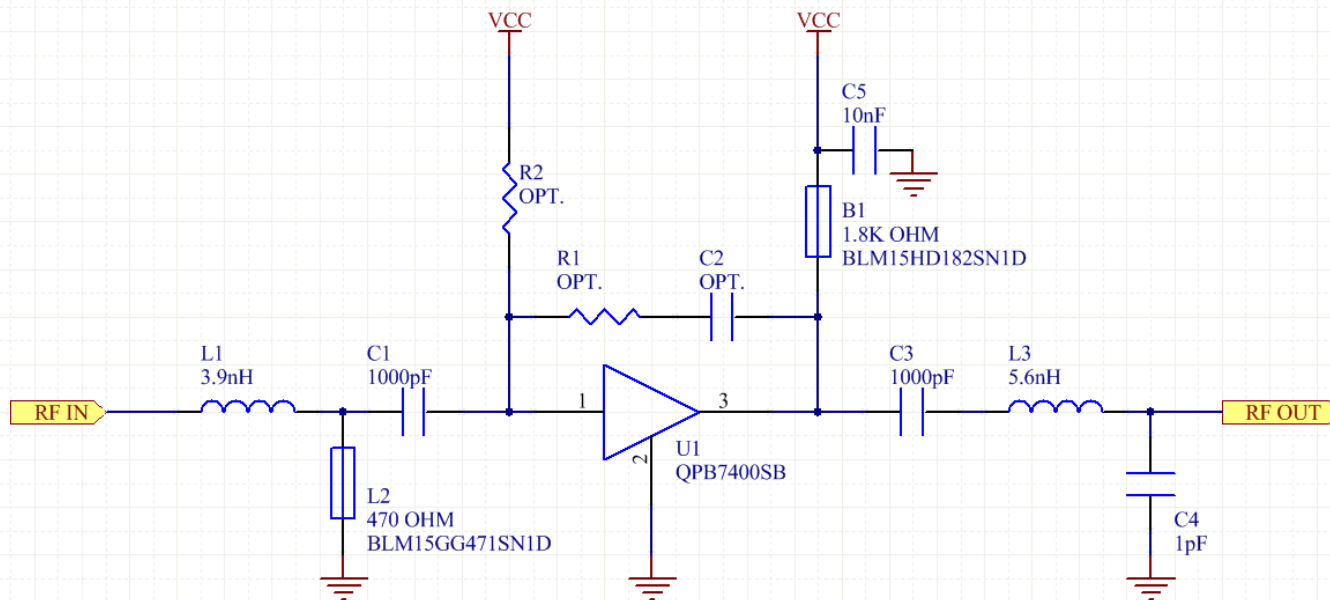 VCC
VCC
C5
10nF
R2
OPT.
B1
1.8K OHM
BLM15HD182SN1D
R1
OPT.
C2
OPT.
L1
3.9nH
C1
1000pF
C3
1000pF
L3
5.6nH
RF IN
1
3
RF OUT
2
U1
QPB7400SB
L2
470 OHM
BLM15GG471SN1D
C4
1pF